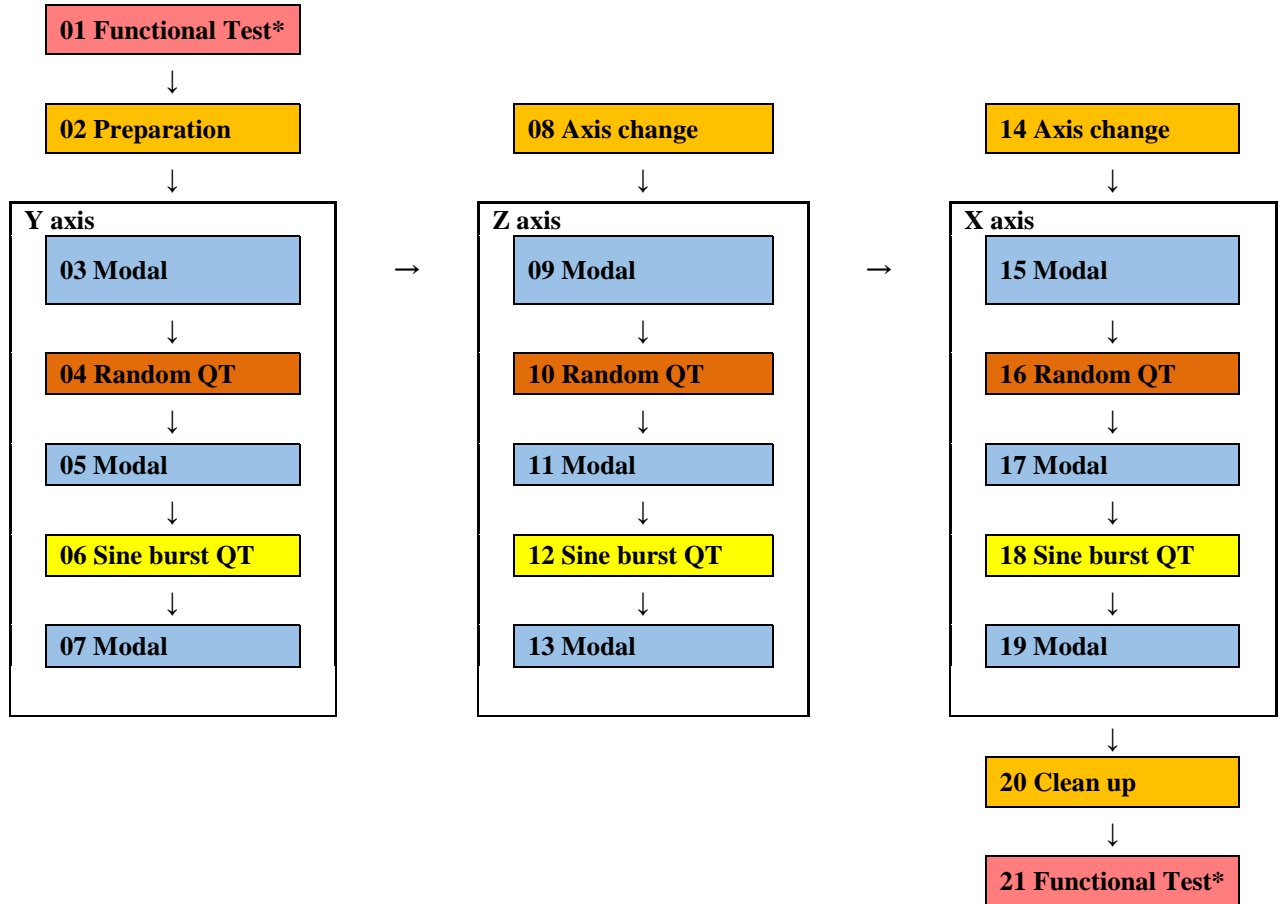 01 Functional Test*
↓
02 Preparation
↓
Y axis
03 Modal
↓
04 Random QT
↓
05 Modal
↓
06 Sine burst QT
↓
07 Modal
→
08 Axis change
↓
Z axis
09 Modal
↓
10 Random QT
↓
11 Modal
↓
12 Sine burst QT
↓
13 Modal
→
14 Axis change
↓
X axis
15 Modal
↓
16 Random QT
↓
17 Modal
↓
18 Sine burst QT
↓
19 Modal
↓
20 Clean up
↓
21 Functional Test*